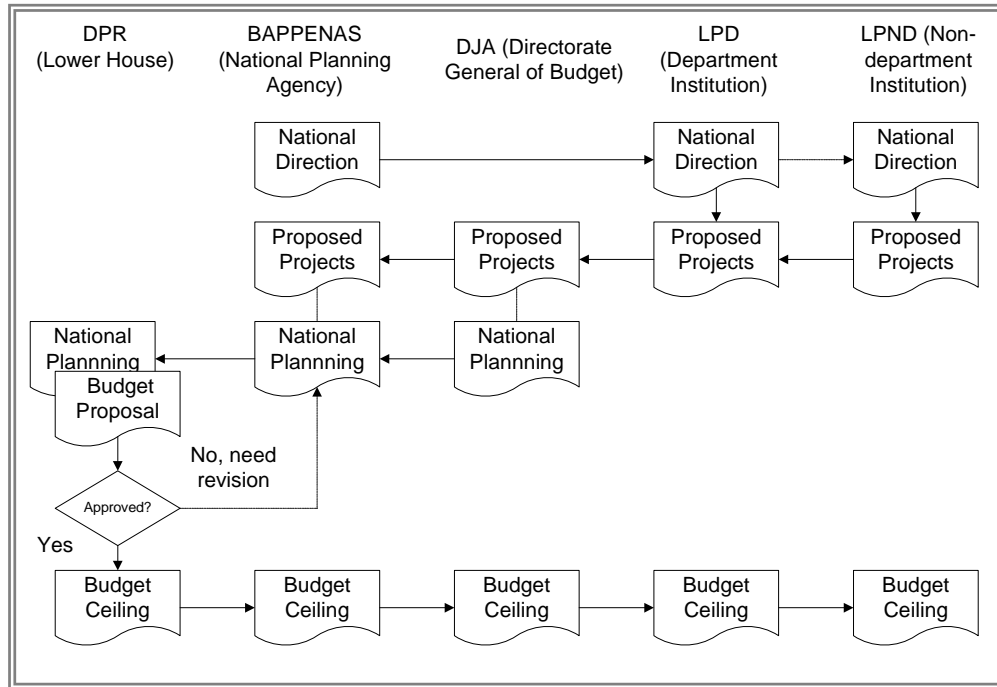 DPR
(Lower House)
BAPPENAS
(National Planning
Agency)
DJA (Directorate
General of Budget)
LPD
(Department
Institution)
LPND (Non-
department
Institution)
National
Direction
National
Direction
National
Direction
Proposed
Projects
Proposed
Projects
Proposed
Projects
Proposed
Projects
National
Plannning
National
Plannning
National
Plannning
Budget
Proposal
No, need
revision
Approved?
Yes
Budget
Ceiling
Budget
Ceiling
Budget
Ceiling
Budget
Ceiling
Budget
Ceiling